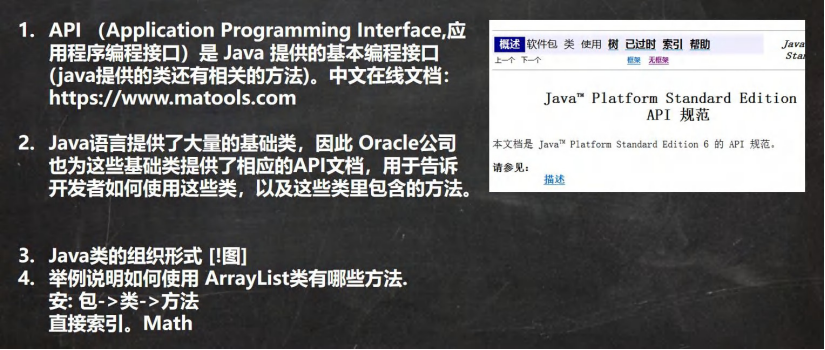 1. API （Application Programming Interface,应
用程序编程接口）是 Java 提供的基本编程接口
(java提供的类还有相关的方法)。中文在线文档：
https://www.matools.com
2. Java语言提供了大量的基础类，因此 Oracle公司
也为这些基础类提供了相应的API文档，用于告诉
开发者如何使用这些类，以及这些类里包含的方法。
3. Java类的组织形式 [!图]
4. 举例说明如何使用 ArrayList类有哪些方法.
安: 包->类->方法
直接索引。Math
概述 软件包 类 使用 树 已过时 索引 帮助
Java
上一个 下一个
框架 无框架
Sta
Java™ Platform Standard Edition
API 规范
本文档是 Java™ Platform Standard Edition 6 的 API 规范。
请参见：
描述